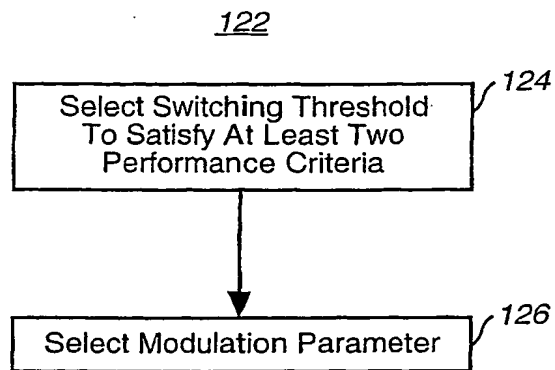 122
124
Select Switching Threshold
To Satisfy At Least Two
Performance Criteria
126
Select Modulation Parameter